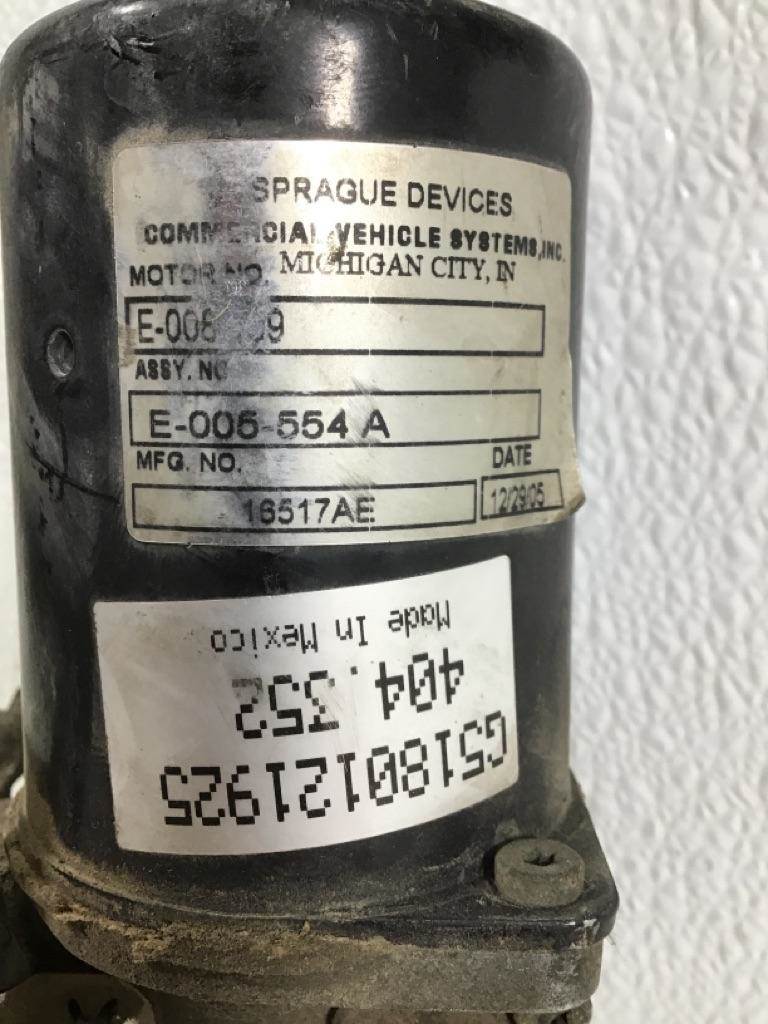 SPRAGUE DEVICES
COMMERCIAL VEHICLE SYSTEMS, INC.
MICHIGAN CITY, IN
MOTOR NO.
ASSY. NO
E-005-554 A
MFG. NO.
DATE
16517AE
12/29/05
G5180121925
404.352
Made In Mexico